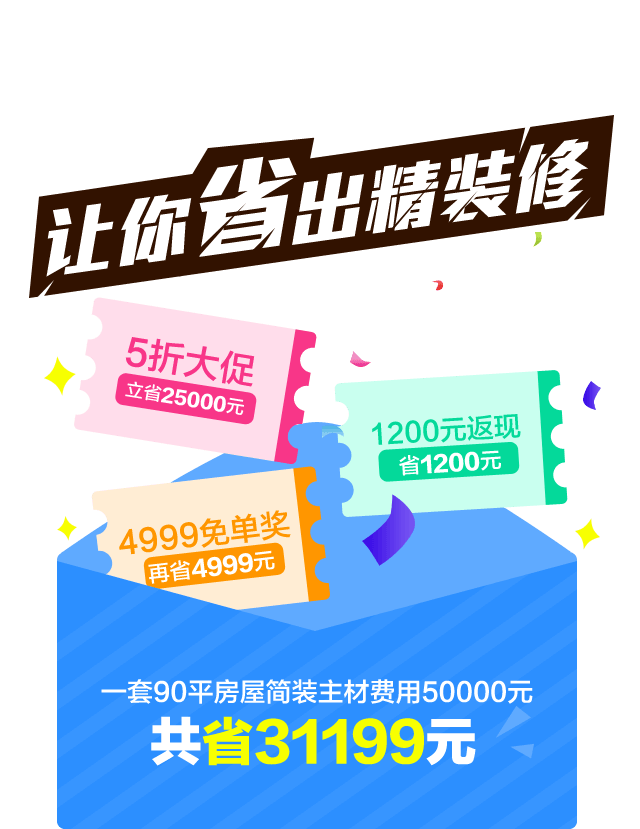 让你省出精装修
5折大促
立省25000元
1200元返现
省1200元
4999免单奖
再省4999元
一套90平房屋简装主材费用50000元
共省31199元